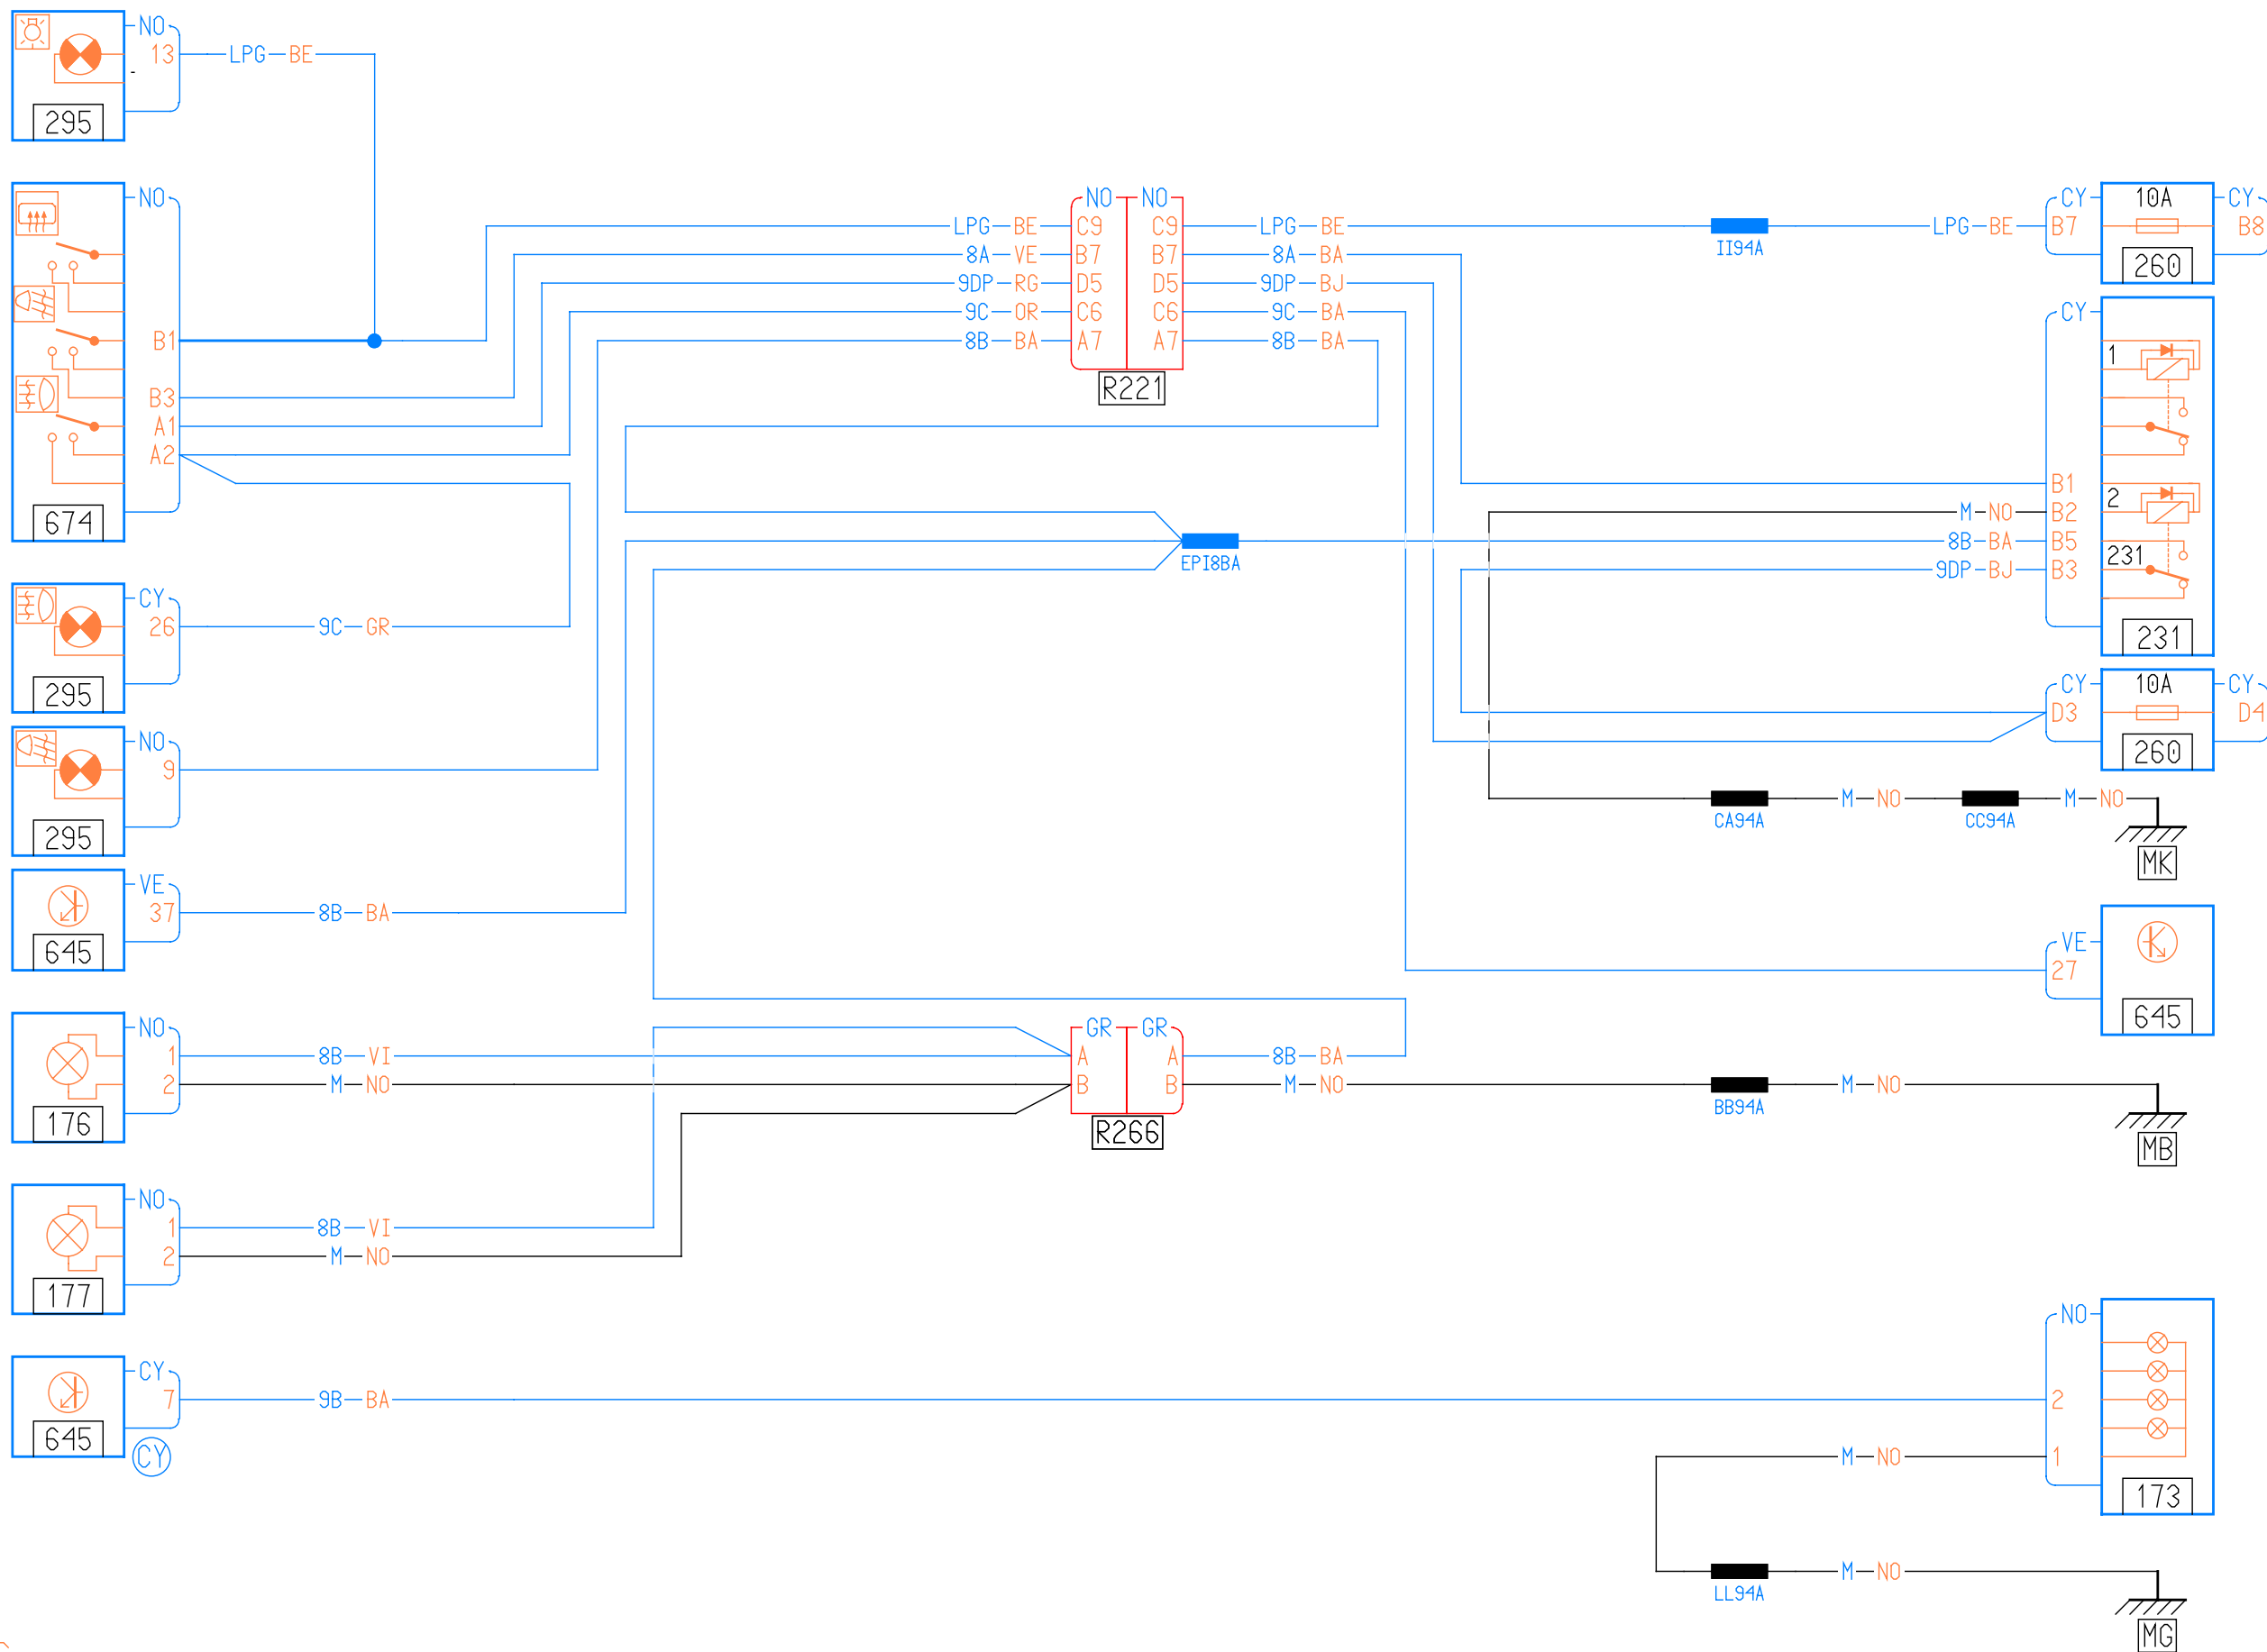 NO
13 LPG BE
295
NO
B1
B3
A1
A2
674
CY
26 9C GR
295
NO
9
295
VE
37 8B BA
645
NO
1 8B VI
2 M NO
176
NO
1 8B VI
2 M NO
177
CY
7 9B BA
645
CY
NO NO
LPG BE C9 C9 LPG BE
8A VE B7 B7 8A BA
9DP RG D5 D5 9DP BJ
9C OR C6 C6 9C BA
8B BA A7 A7 8B BA
R221
EPI8BA
GR GR
A A 8B BA
B B M NO
R266
II94A
LPG BE
CY 10A CY
B7 B8
260
CY
1
B1
2
M NO B2
8B BA B5
231
9DP BJ B3
231
CY 10A CY
D3 D4
260
M NO M NO
CA94A CC94A
MK
VE
27
645
M NO
BB94A
MB
NO
2
M NO 1
173
M NO
LL94A
MG